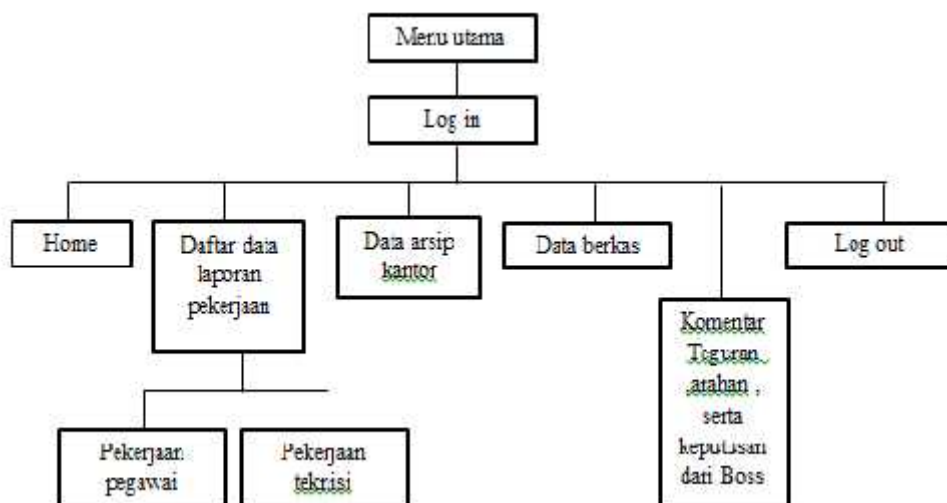 Menu utama
Log in
Home
Daftar data
laporan
pekerjaan
Data arsip
kantor
Data berkas
Log out
Komentar
Teguran
,arahan ,
serta
keputusan
dari Boss
Pekerjaan
pegawai
Pekerjaan
teknisi